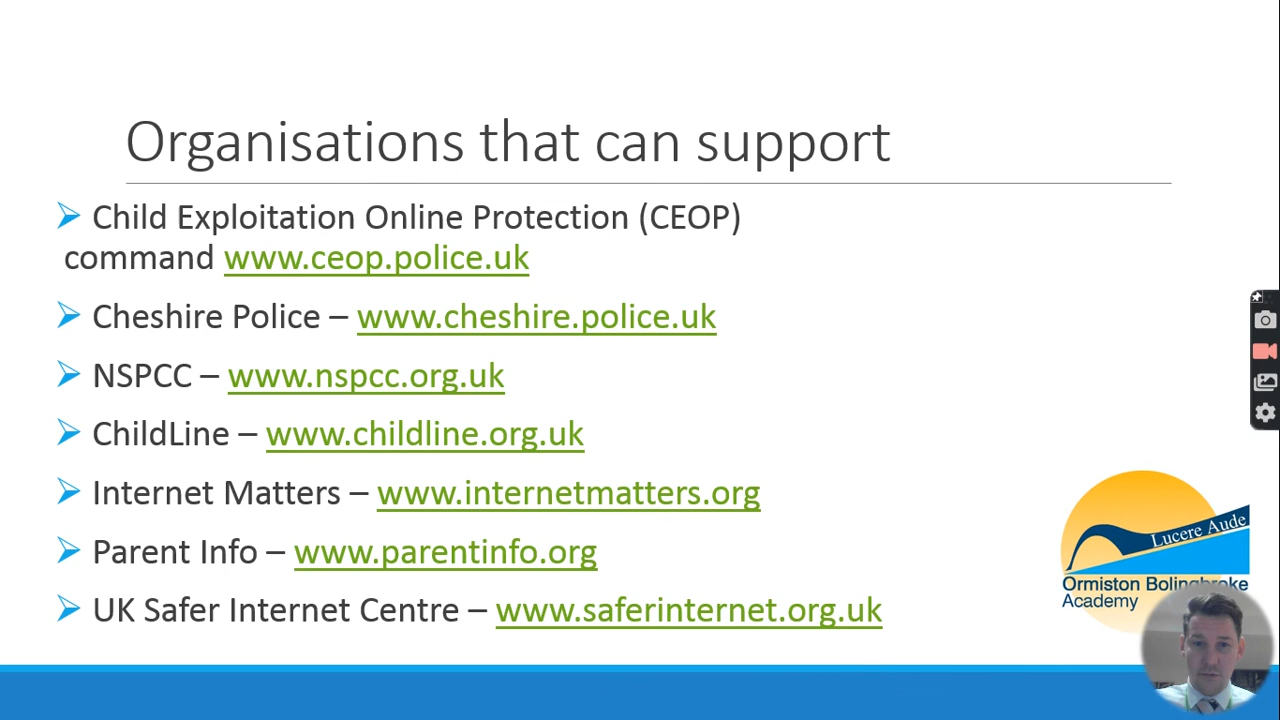 Organisations that can support
Child Exploitation Online Protection (CEOP)
command www.ceop.police.uk
Cheshire Police – www.cheshire.police.uk
NSPCC – www.nspcc.org.uk
ChildLine – www.childline.org.uk
Internet Matters – www.internetmatters.org
Parent Info – www.parentinfo.org
UK Safer Internet Centre – www.saferinternet.org.uk
Lucere Aude
Ormiston Bolingbroke
Academy